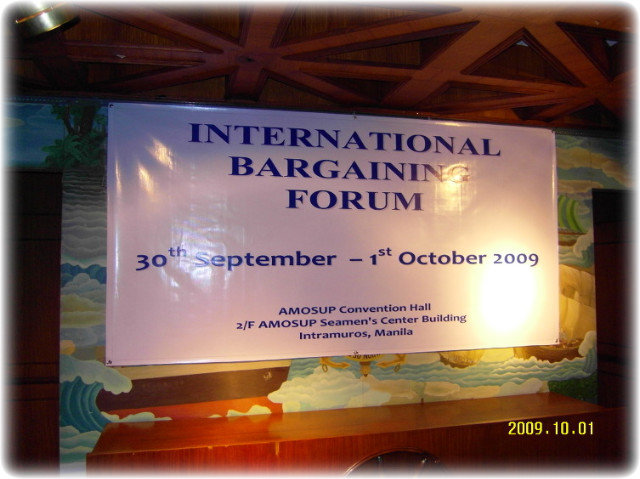 INTERNATIONAL
BARGAINING
FORUM
30th September – 1st October 2009
AMOSUP Convention Hall
2/F AMOSUP Seamen's Center Building
Intramuros, Manila
2009.10.01